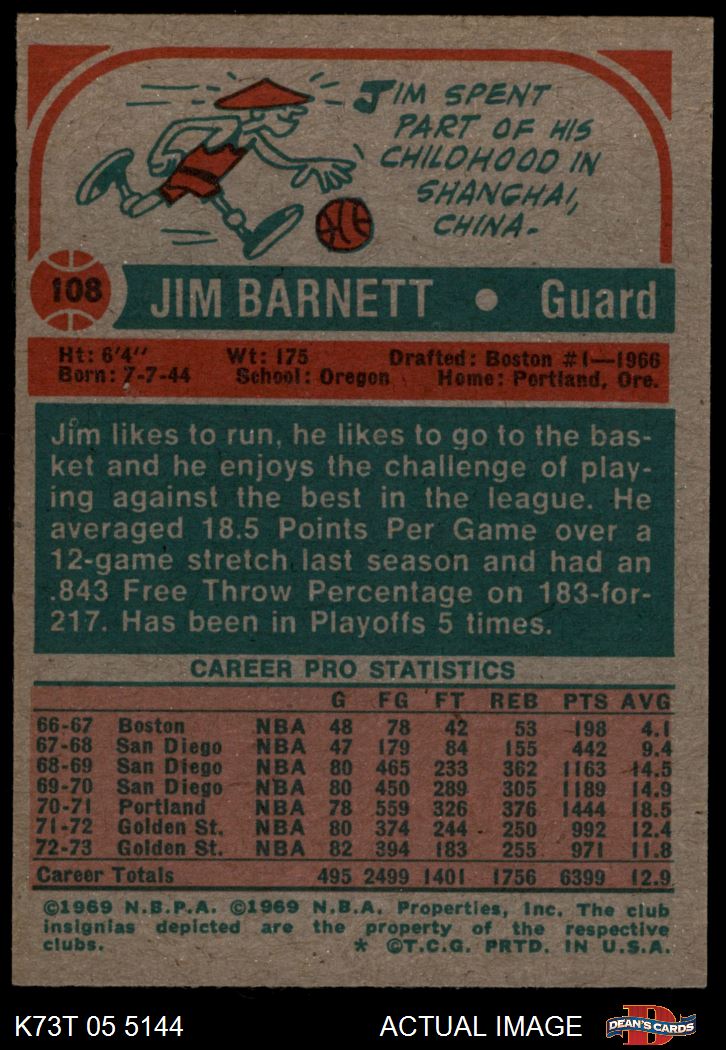 JIM SPENT
PART OF HIS
CHILDHOOD IN
SHANGHAI,
CHINA-
108 JIM BARNETT • Guard
Ht: 6'4" Wt: 175 Drafted: Boston #1—1966
Born: 7-7-44 School: Oregon Home: Portland, Ore.
Jim likes to run, he likes to go to the bas-
ket and he enjoys the challenge of play-
ing against the best in the league. He
averaged 18.5 Points Per Game over a
12-game stretch last season and had an
.843 Free Throw Percentage on 183-for-
217. Has been in Playoffs 5 times.
CAREER PRO STATISTICS
G FG FT REB PTS AVG
66-67 Boston NBA 48 78 42 53 198 4.1
67-68 San Diego NBA 47 179 84 155 442 9.4
68-69 San Diego NBA 80 465 233 362 1163 14.5
69-70 San Diego NBA 80 450 289 305 1189 14.9
70-71 Portland NBA 78 559 326 376 1444 18.5
71-72 Golden St. NBA 80 374 244 250 992 12.4
72-73 Golden St. NBA 82 394 183 255 971 11.8
Career Totals 495 2499 1401 1756 6399 12.9
©1969 N.B.P.A. ©1969 N.B.A. Properties, Inc. The club
insignias depicted are the property of the respective
clubs. * ©T.C.G. PRTD. IN U.S.A.
K73T 05 5144 ACTUAL IMAGE D DEAN'S CARDS